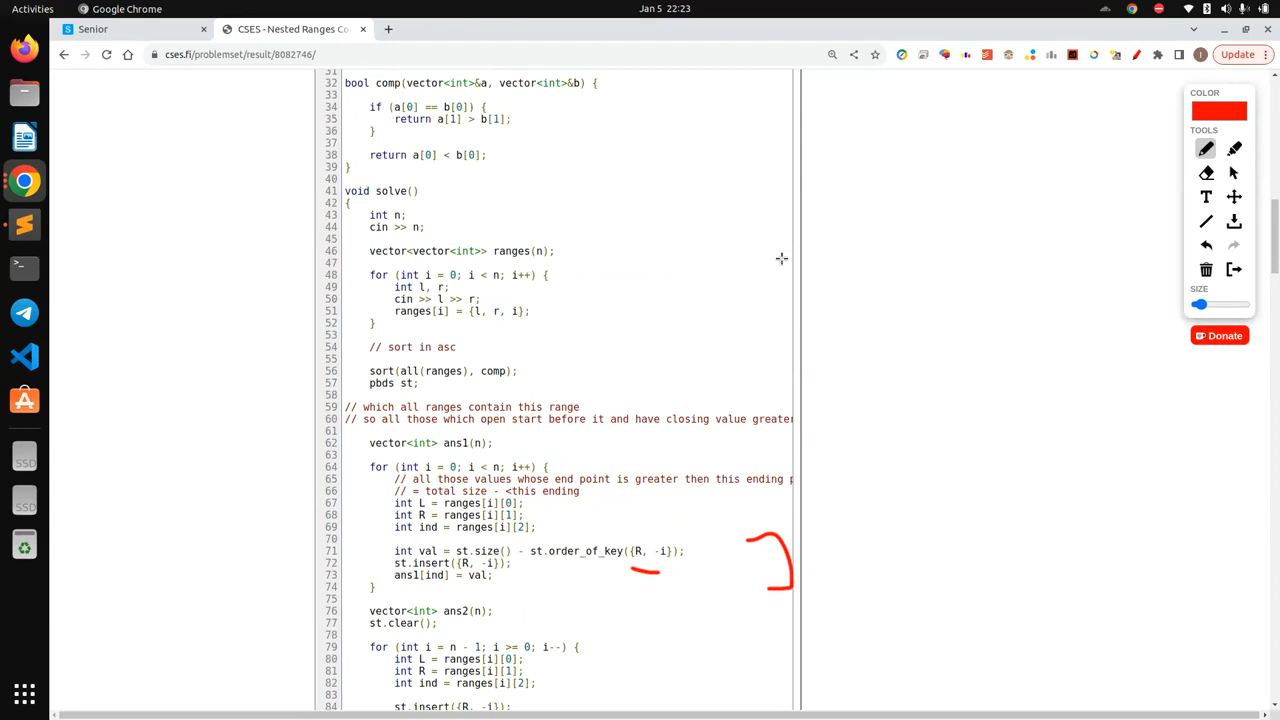 Activities
Google Chrome
Jan 5 22:23
Senior
CSES - Nested Ranges Co
cses.fi/problemset/result/8082746/
Update
31
32 bool comp(vector<int>&a, vector<int>&b) {
33
34 if (a[0] == b[0]) {
35 return a[1] > b[1];
36 }
37
38 return a[0] < b[0];
39 }
40
41 void solve()
42 {
43 int n;
44 cin >> n;
45
46 vector<vector<int>> ranges(n);
47
48 for (int i = 0; i < n; i++) {
49 int l, r;
50 cin >> l >> r;
51 ranges[i] = {l, r, i};
52 }
53
54 // sort in asc
55
56 sort(all(ranges), comp);
57 pbds st;
58
59 // which all ranges contain this range
60 // so all those which open start before it and have closing value greater
61
62 vector<int> ans1(n);
63
64 for (int i = 0; i < n; i++) {
65 // all those values whose end point is greater then this ending p
66 // = total size - <this ending
67 int L = ranges[i][0];
68 int R = ranges[i][1];
69 int ind = ranges[i][2];
70
71 int val = st.size() - st.order_of_key({R, -i});
72 st.insert({R, -i});
73 ans1[ind] = val;
74 }
75
76 vector<int> ans2(n);
77 st.clear();
78
79 for (int i = n - 1; i >= 0; i--) {
80 int L = ranges[i][0];
81 int R = ranges[i][1];
82 int ind = ranges[i][2];
83
84 st.insert({R, -i});
COLOR
TOOLS
T
SIZE
Donate
SSD
SSD